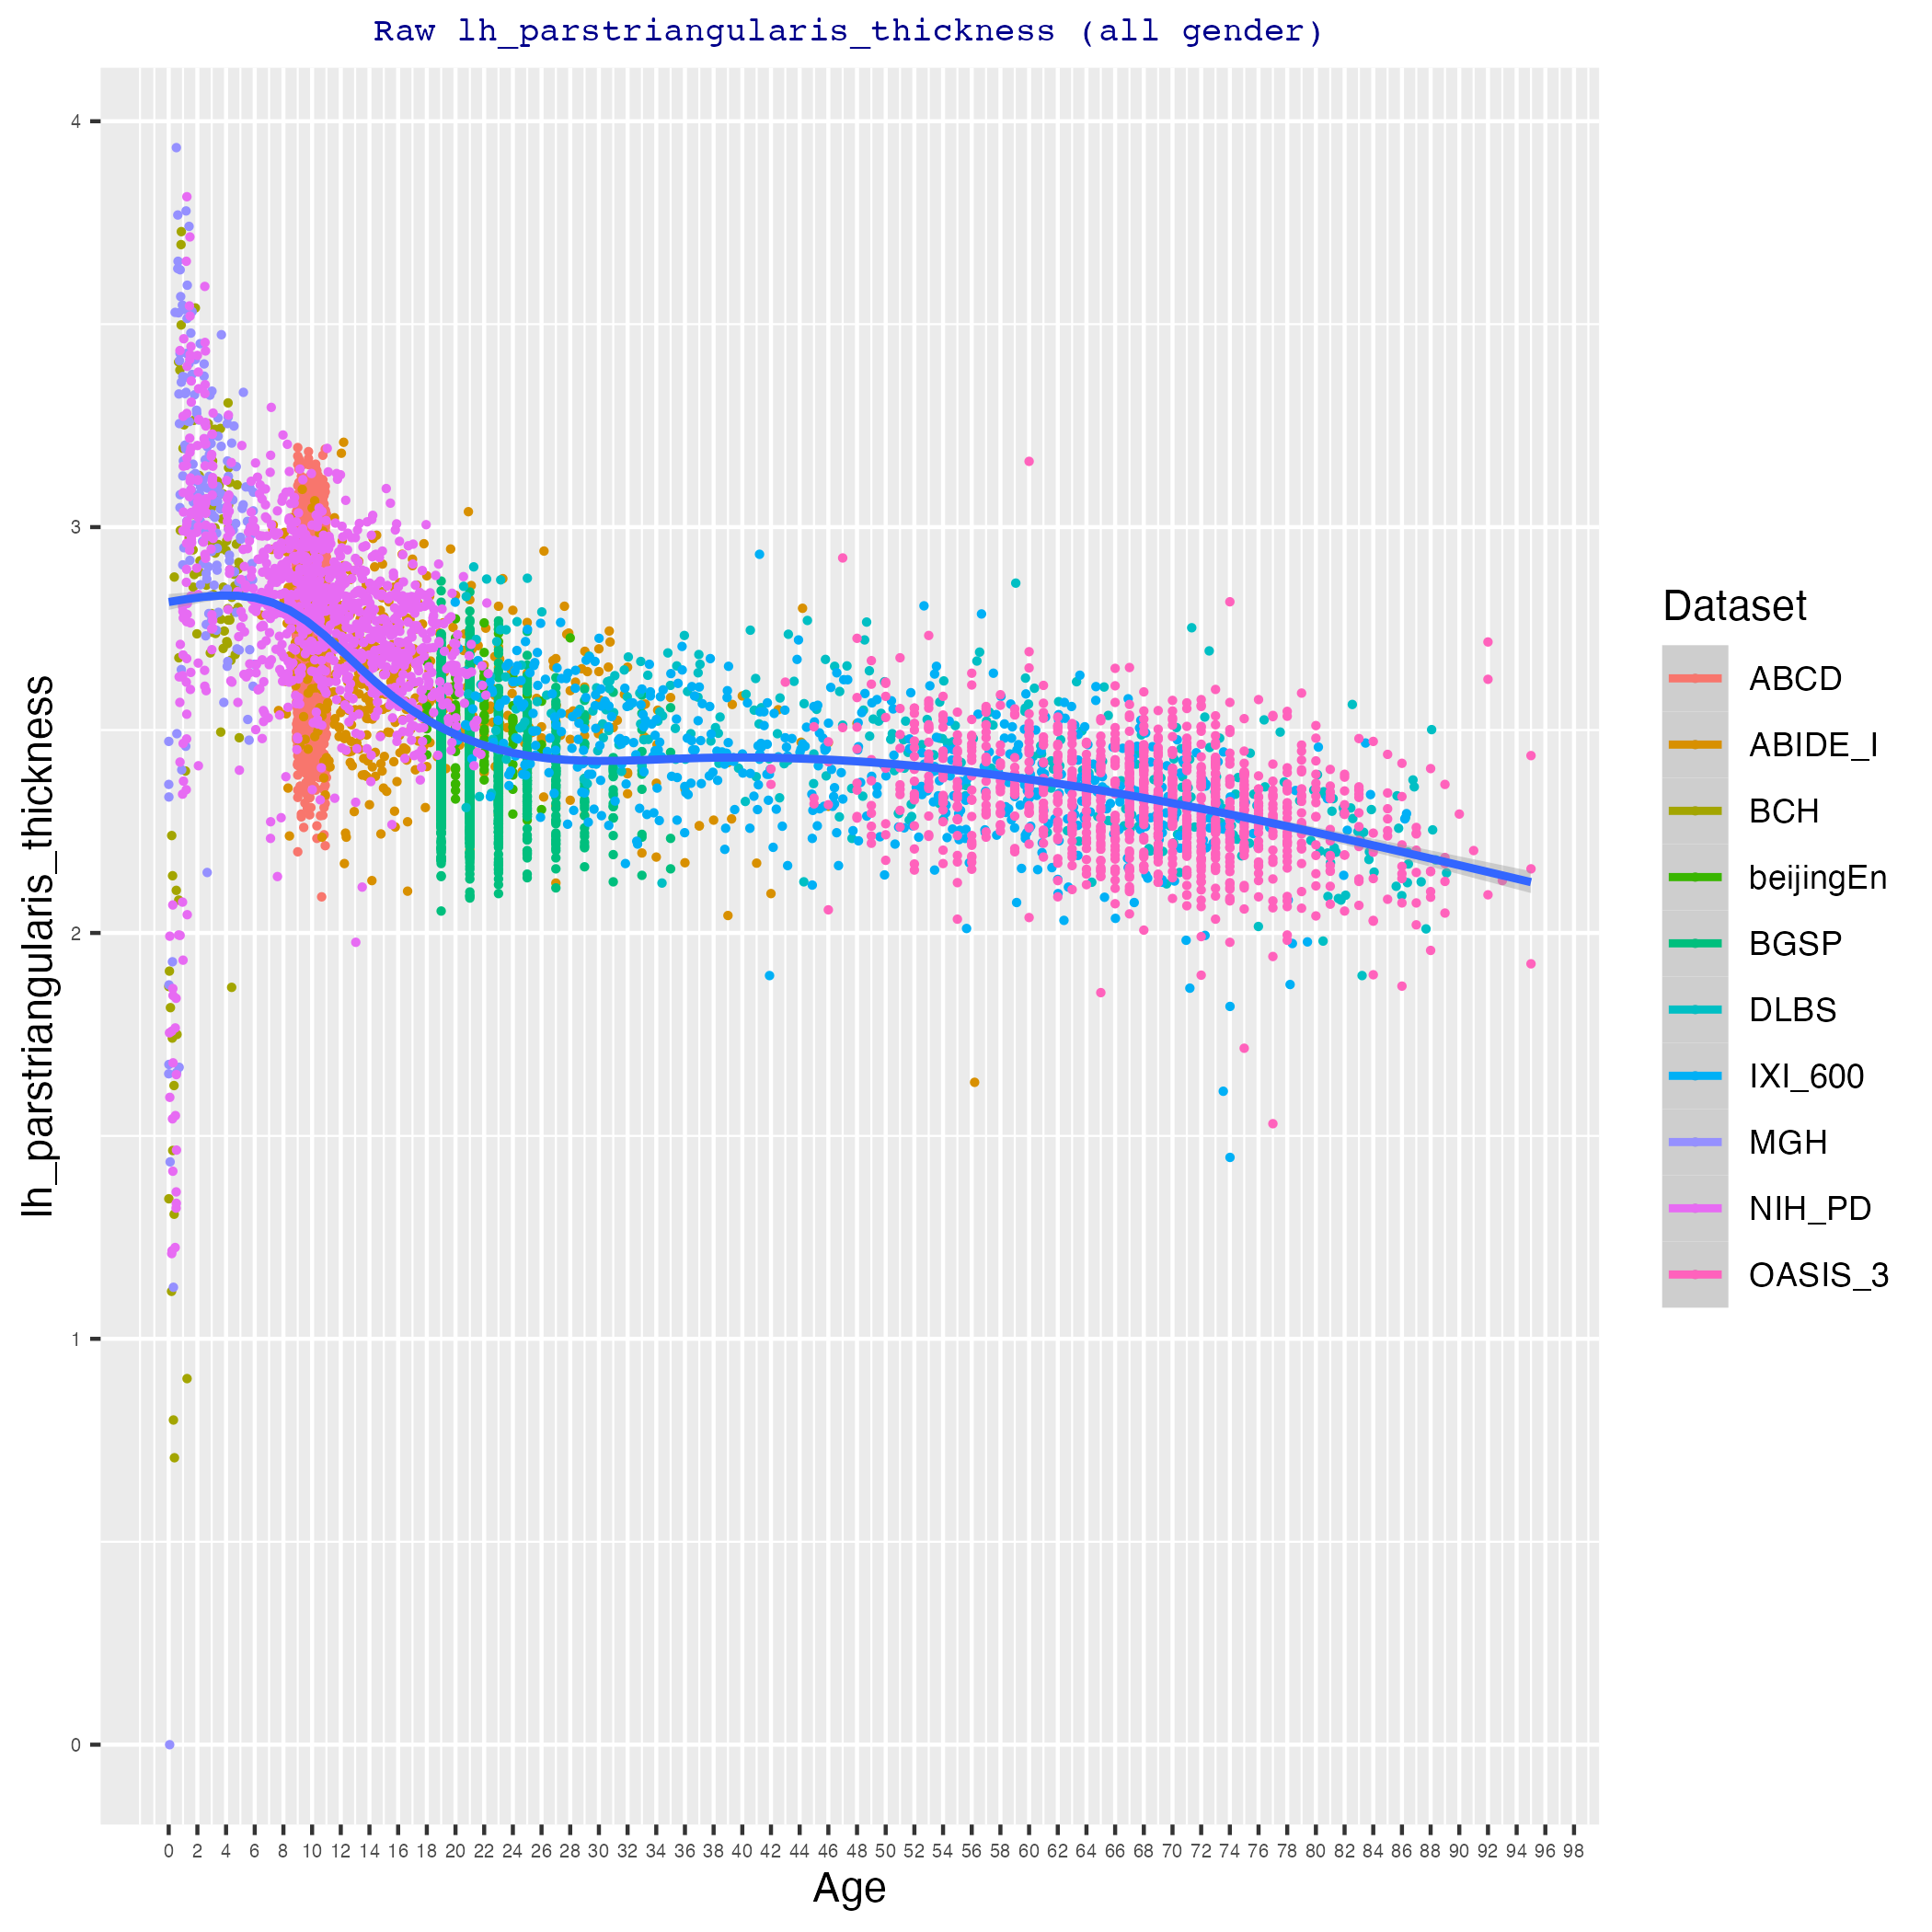 Raw lh_parstriangularis_thickness (all gender)
lh_parstriangularis_thickness
4
3
2
1
0
0 2 4 6 8 10 12 14 16 18 20 22 24 26 28 30 32 34 36 38 40 42 44 46 48 50 52 54 56 58 60 62 64 66 68 70 72 74 76 78 80 82 84 86 88 90 92 94 96 98
Age
Dataset
ABCD
ABIDE_I
BCH
beijingEn
BGSP
DLBS
IXI_600
MGH
NIH_PD
OASIS_3